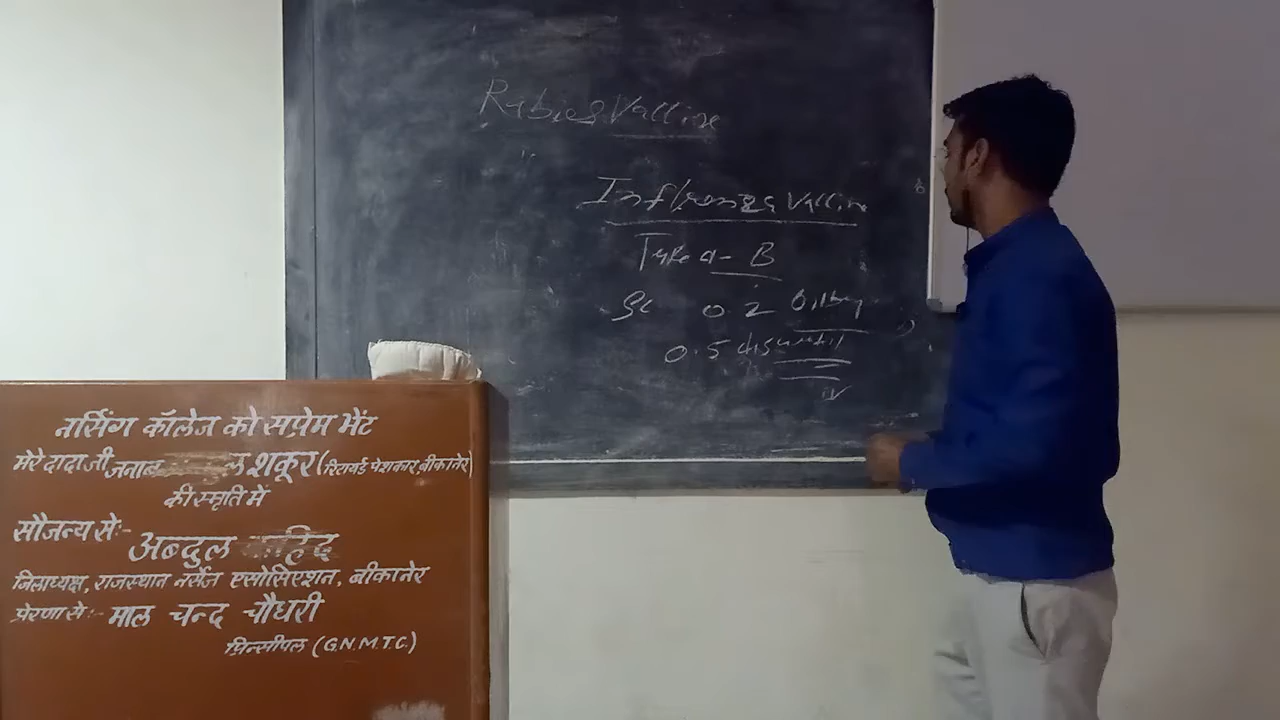 Rabies Vaccine
Influenza Vaccine
Type a - B
Sc 0.2
0.5
नर्सिंग कॉलेज को सप्रेम भेंट
मेरे दादाजी जनाब शकूर (रिटायर्ड पेशकार, बीकानेर)
की स्मृति में
सौजन्य से:-
अब्दुल
जिलाध्यक्ष, राजस्थान नर्सेज एसोसिएशन, बीकानेर
प्रेरणा से:- माल चन्द चौधरी
प्रिन्सीपल (G.N.M.T.C.)